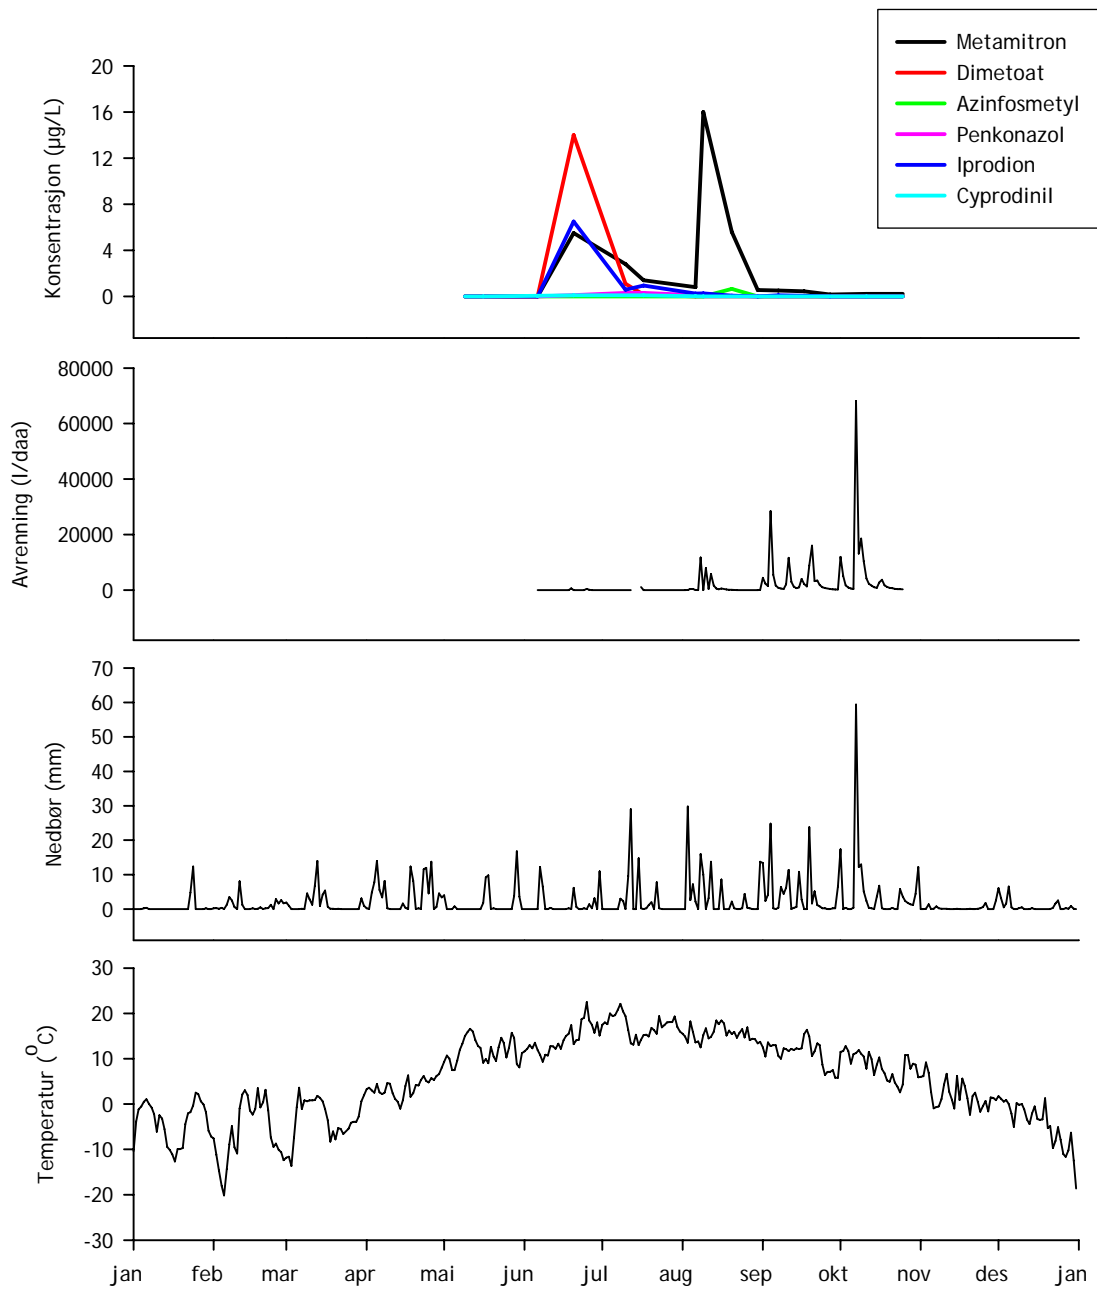 Metamitron
Dimetoat
Azinfosmetyl
Penkonazol
Iprodion
Cyprodinil
Konsentrasjon (µg/L)
20
16
12
8
4
0
Avrenning (l/daa)
80000
60000
40000
20000
0
Nedbør (mm)
70
60
50
40
30
20
10
0
Temperatur (°C)
30
20
10
0
-10
-20
-30
jan feb mar apr mai jun jul aug sep okt nov des jan